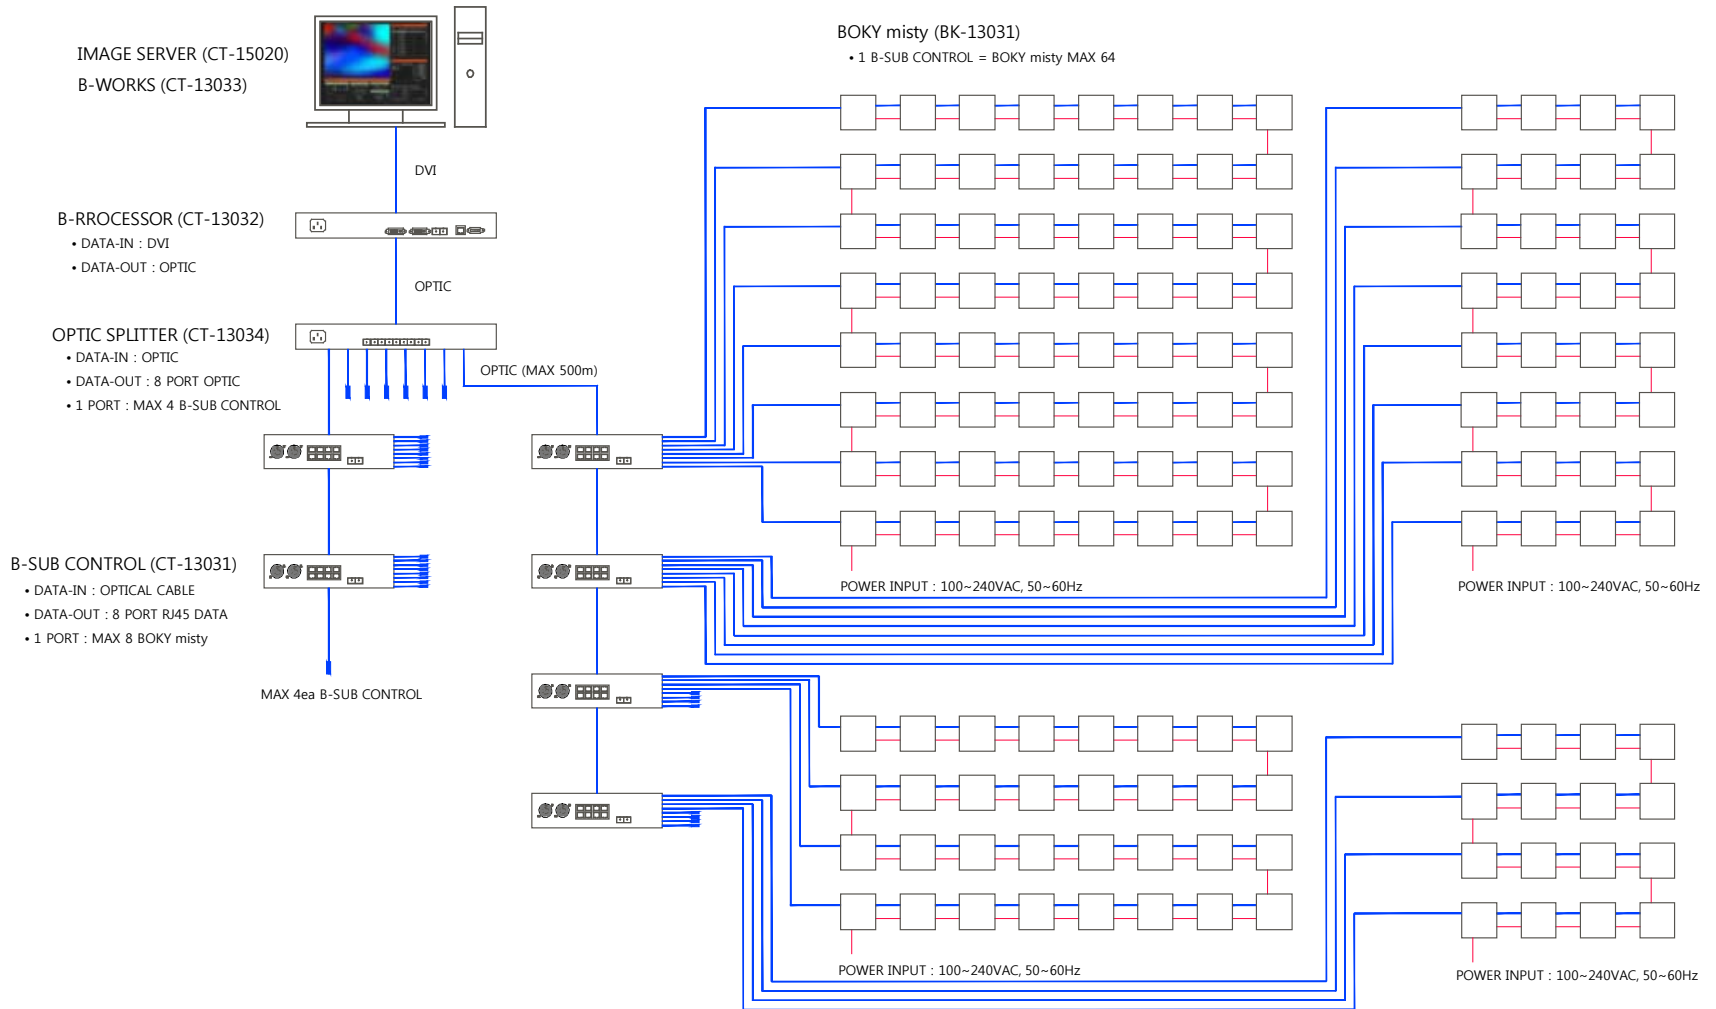 IMAGE SERVER (CT-15020)
B-WORKS (CT-13033)
DVI
B-RROCESSOR (CT-13032)
• DATA-IN : DVI
• DATA-OUT : OPTIC
OPTIC
OPTIC SPLITTER (CT-13034)
• DATA-IN : OPTIC
• DATA-OUT : 8 PORT OPTIC
• 1 PORT : MAX 4 B-SUB CONTROL
OPTIC (MAX 500m)
B-SUB CONTROL (CT-13031)
• DATA-IN : OPTICAL CABLE
• DATA-OUT : 8 PORT RJ45 DATA
• 1 PORT : MAX 8 BOKY misty
MAX 4ea B-SUB CONTROL
BOKY misty (BK-13031)
• 1 B-SUB CONTROL = BOKY misty MAX 64
POWER INPUT : 100~240VAC, 50~60Hz
POWER INPUT : 100~240VAC, 50~60Hz
POWER INPUT : 100~240VAC, 50~60Hz
POWER INPUT : 100~240VAC, 50~60Hz